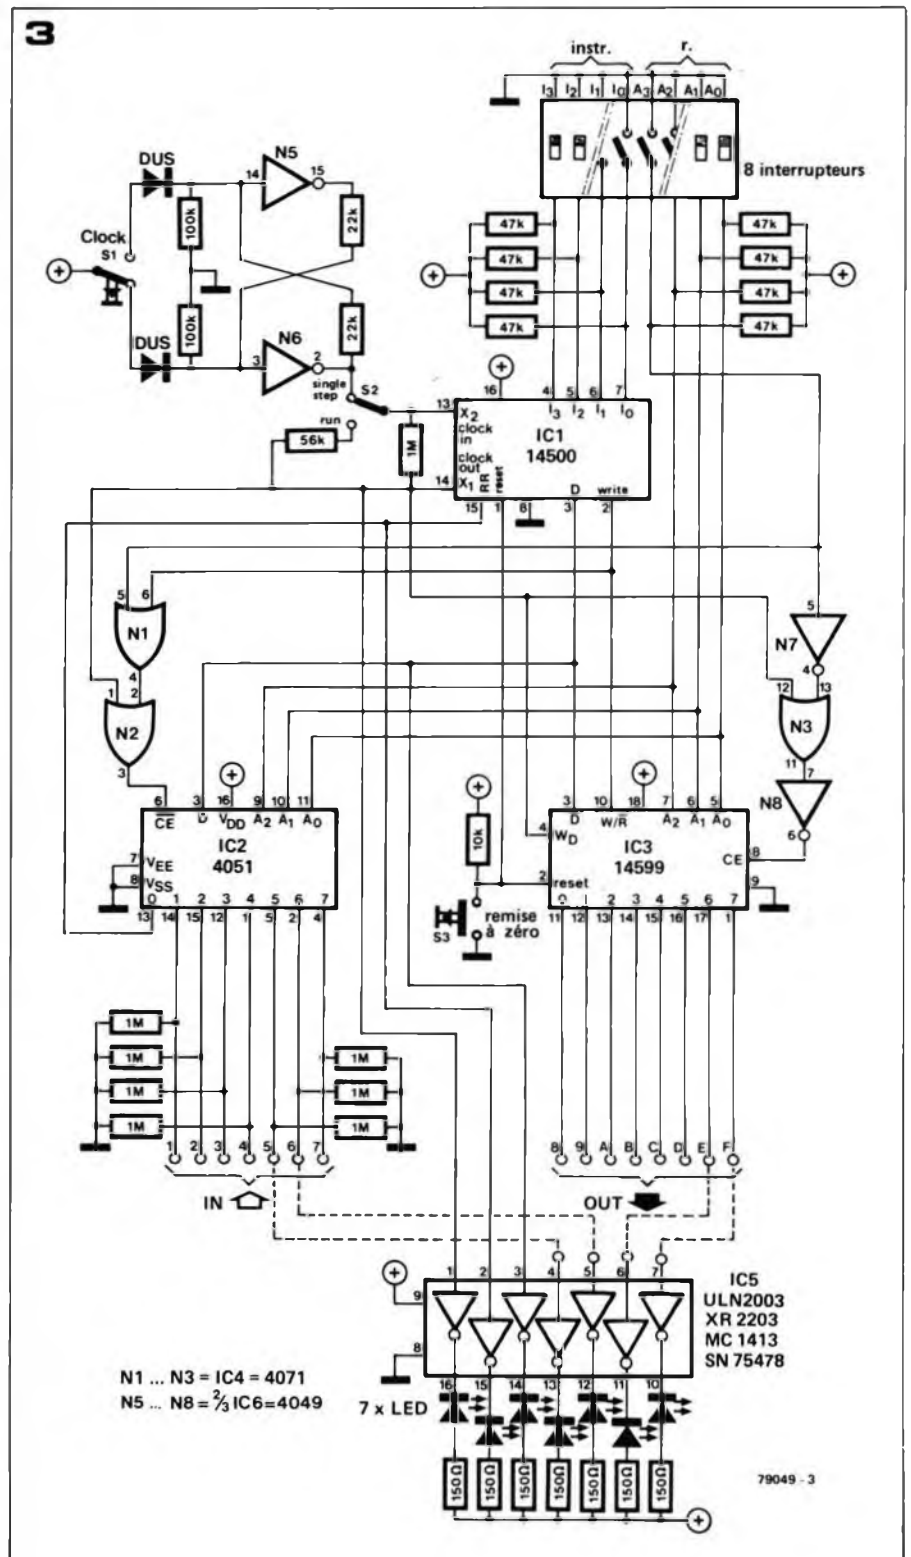 3
instr. r.
I3 I2 I1 I0 A3 A2 A1 A0
8 interrupteurs
DUS
N5
14 15
100k
22k
Clock
S1
+
100k
22k
DUS
N6
3 2
single step
S2
run
56k
1M
47k 47k
47k 47k
+ +
47k 47k
47k 47k
+
16 4 5 6 7
I3 I2 I1 I0
13 X2
clock in
IC1
14500
clock out
14 X1
RR reset D write
15 1 8 3 2
5 6
N1
4
1 2
N2
3
5
N7
4
12 13
N3
11
7
N8
6
+
6 3 16 9 10 11
CE D VDD A2 A1 A0
IC2
4051
7 VEE
8 VSS
0 1 2 3 4 5 6 7
13 14 15 12 1 5 2 4
+
10k
S3
remise à zéro
+
3 10 18 7 6 5
D W/R A2 A1 A0
4 WD
IC3
14599
CE 8
2 reset
9
0 1 2 3 4 5 6 7
11 12 13 14 15 16 17 1
1M
1M 1M
1M 1M
1M 1M
1 2 3 4 5 6 7
IN
8 9 A B C D E F
OUT
+
1 2 3 4 5 6 7
9
8
IC5
ULN2003
XR 2203
MC 1413
SN 75478
16 15 14 13 12 11 10
N1 ... N3 = IC4 = 4071
N5 ... N8 = 2/3 IC6=4049
7 x LED
150Ω 150Ω 150Ω 150Ω 150Ω 150Ω 150Ω
+
79049 - 3